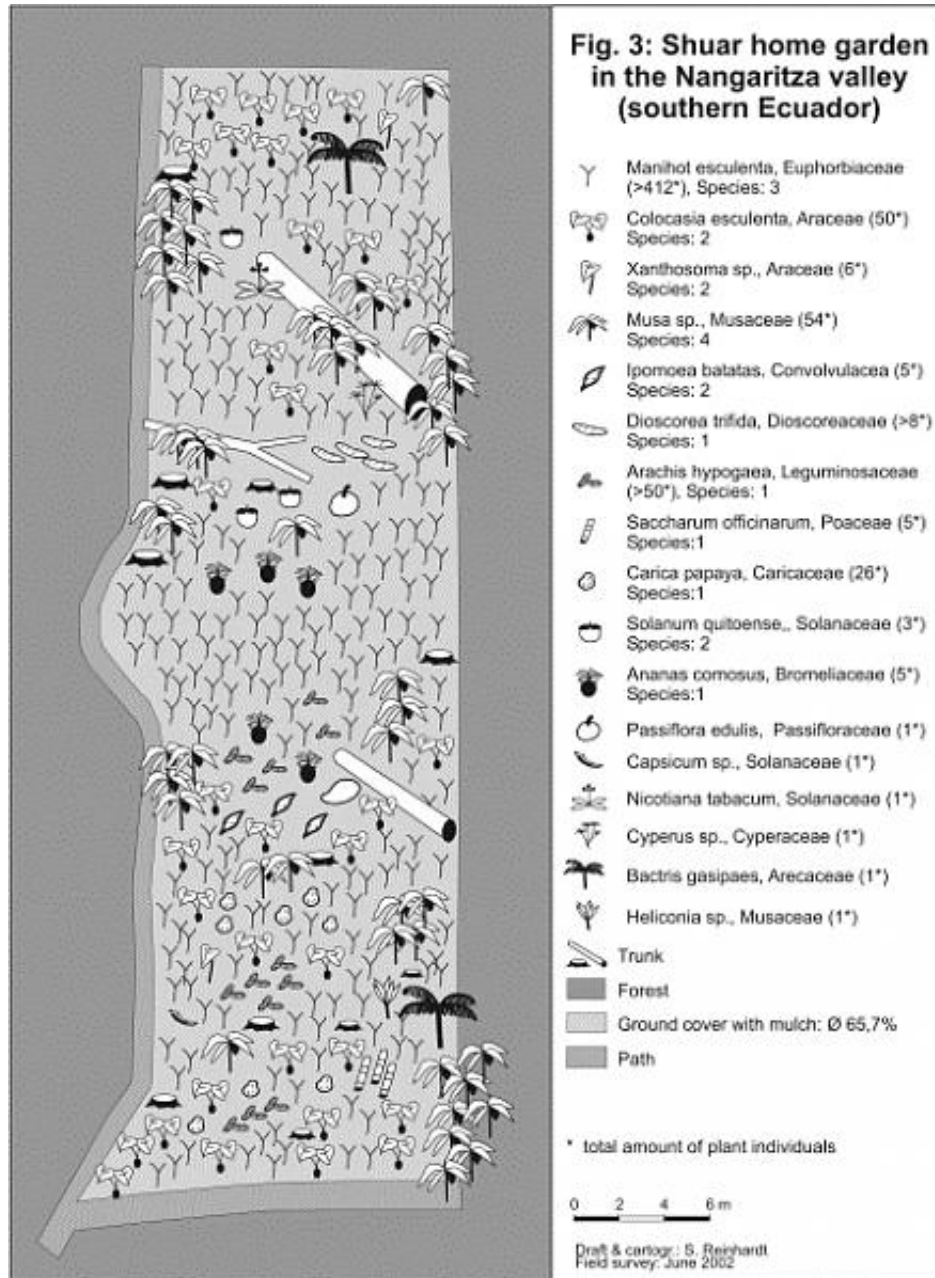 Fig. 3: Shuar home garden
in the Nangaritza valley
(southern Ecuador)
Manihot esculenta, Euphorbiaceae
(>412*), Species: 3
Colocasia esculenta, Araceae (50*)
Species: 2
Xanthosoma sp., Araceae (6*)
Species: 2
Musa sp., Musaceae (54*)
Species: 4
Ipomoea batatas, Convolvulacea (5*)
Species: 2
Dioscorea trifida, Dioscoreaceae (>8*)
Species: 1
Arachis hypogaea, Leguminosaceae
(>50*), Species: 1
Saccharum officinarum, Poaceae (5*)
Species:1
Carica papaya, Caricaceae (26*)
Species:1
Solanum quitoense,, Solanaceae (3*)
Species: 2
Ananas comosus, Bromeliaceae (5*)
Species:1
Passiflora edulis, Passifloraceae (1*)
Capsicum sp., Solanaceae (1*)
Nicotiana tabacum, Solanaceae (1*)
Cyperus sp., Cyperaceae (1*)
Bactris gasipaes, Arecaceae (1*)
Heliconia sp., Musaceae (1*)
Trunk
Forest
Ground cover with mulch: Ø 65,7%
Path
* total amount of plant individuals
0 2 4 6 m
Draft & cartogr.: S. Reinhardt
Field survey: June 2002